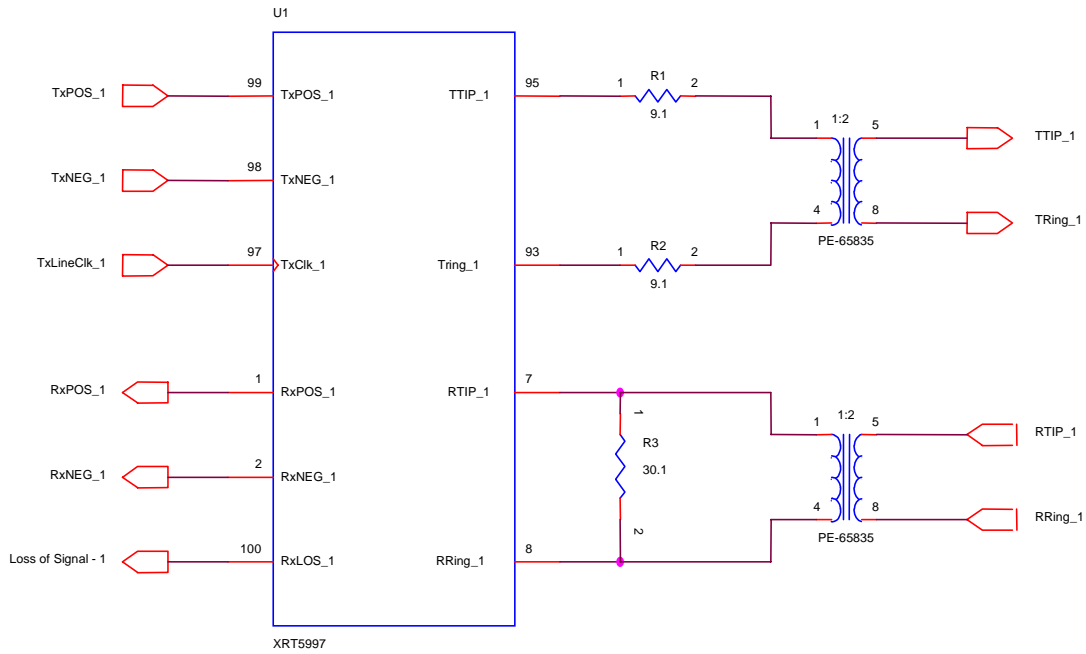 U1
TxPOS_1
99
TxPOS_1
TTIP_1
95
1
R1
2
9.1
1
1:2
5
TTIP_1
TxNEG_1
98
TxNEG_1
4
8
TRing_1
PE-65835
TxLineClk_1
97
TxClk_1
Tring_1
93
1
R2
2
9.1
RxPOS_1
1
RxPOS_1
RTIP_1
7
1
R3
30.1
2
1
1:2
5
RTIP_1
RxNEG_1
2
RxNEG_1
4
8
RRing_1
PE-65835
Loss of Signal - 1
100
RxLOS_1
RRing_1
8
XRT5997